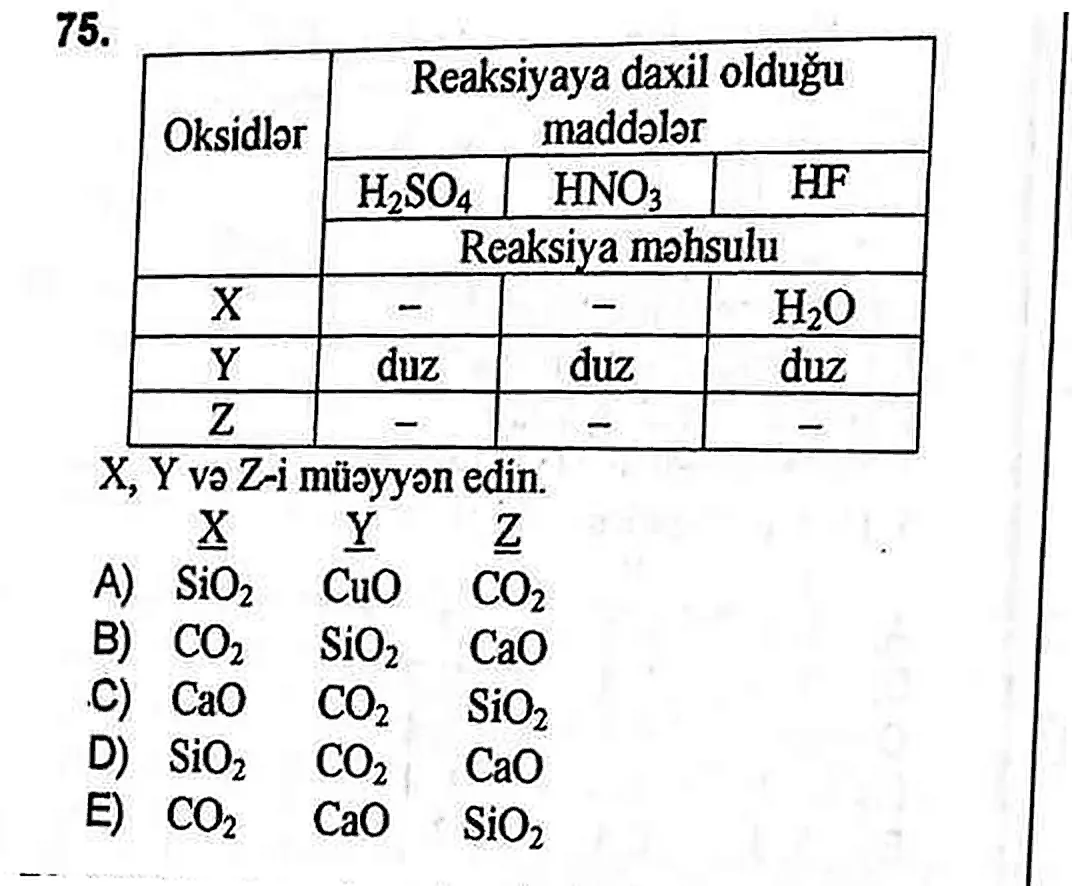 75.
Oksidlər
Reaksiyaya daxil olduğu
maddələr
H₂SO₄ HNO₃ HF
Reaksiya məhsulu
X – – H₂O
Y duz duz duz
Z – – –
X, Y və Z-i müəyyən edin.
X Y Z
A) SiO₂ CuO CO₂
B) CO₂ SiO₂ CaO
C) CaO CO₂ SiO₂
D) SiO₂ CO₂ CaO
E) CO₂ CaO SiO₂